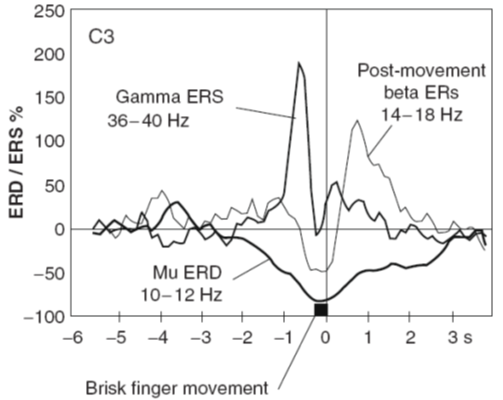 250
C3
200
Post-movement
beta ERs
14–18 Hz
Gamma ERS
36–40 Hz
150
100
50
0
ERD / ERS %
Mu ERD
10–12 Hz
−50
−100
−6 −5 −4 −3 −2 −1 0 1 2 3 s
Brisk finger movement